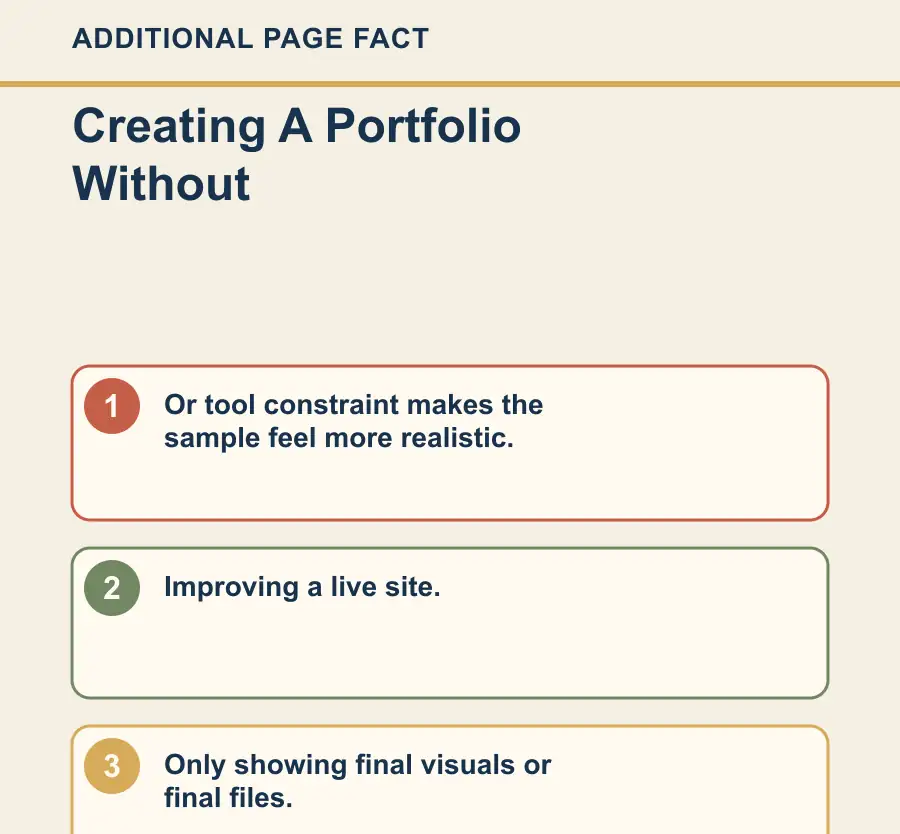 ADDITIONAL PAGE FACT
Creating A Portfolio
Without
1
Or tool constraint makes the
sample feel more realistic.
2
Improving a live site.
3
Only showing final visuals or
final files.